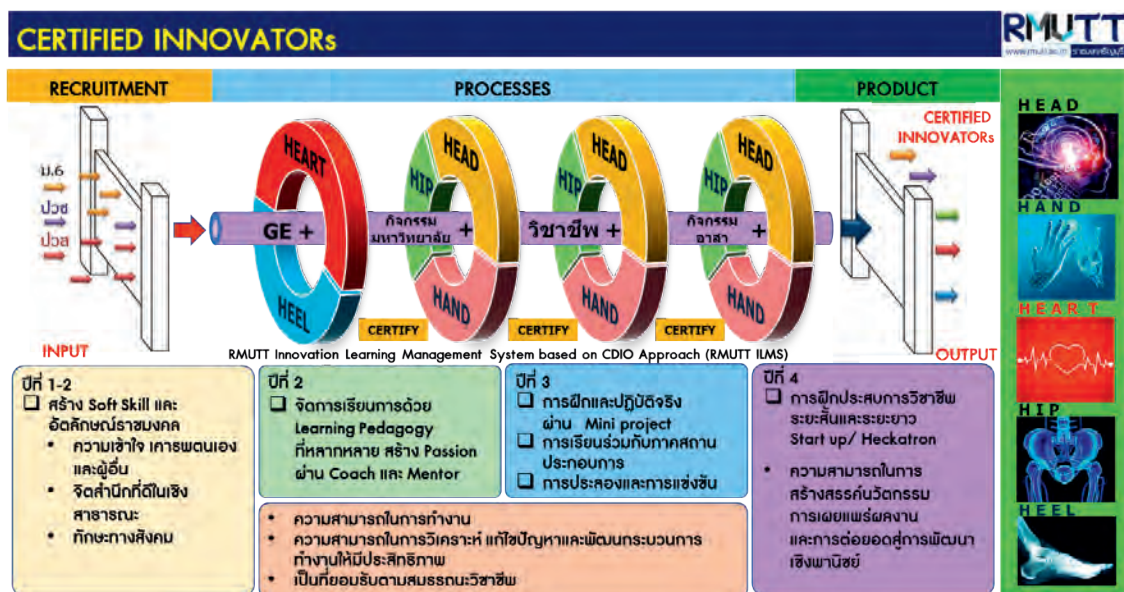 CERTIFIED INNOVATORs
RMUTT
www.rmutt.ac.th ราชมงคลธัญบุรี
RECRUITMENT
PROCESSES
PRODUCT
ม.6
ปวช
ปวส
INPUT
HEART
HEEL
GE +
HIP
HEAD
HAND
กิจกรรม
มหาวิทยาลัย +
HIP
HEAD
HAND
วิชาชีพ +
HIP
HEAD
HAND
กิจกรรม
อาสา +
CERTIFY
CERTIFY
CERTIFY
CERTIFIED
INNOVATORs
OUTPUT
RMUTT Innovation Learning Management System based on CDIO Approach (RMUTT ILMS)
HEAD
HAND
HEART
HIP
HEEL
ปีที่ 1-2
❑ สร้าง Soft Skill และ
อัตลักษณ์ราชมงคล
• ความเข้าใจ เคารพตนเอง
และผู้อื่น
• จิตสำนึกที่ดีในเชิง
สาธารณะ
• ทักษะทางสังคม
ปีที่ 2
❑ จัดการเรียนการด้วย
Learning Pedagogy
ที่หลากหลาย สร้าง Passion
ผ่าน Coach และ Mentor
ปีที่ 3
❑ การฝึกและปฏิบัติจริง
ผ่าน Mini project
❑ การเรียนร่วมกับภาคสถาน
ประกอบการ
❑ การประลองและการแข่งขัน
• ความสามารถในการทำงาน
• ความสามารถในการวิเคราะห์ แก้ไขปัญหาและพัฒนกระบวนการ
ทำงานให้มีประสิทธิภาพ
• เป็นที่ยอมรับตามสมรรถนะวิชาชีพ
ปีที่ 4
❑ การฝึกประสบการวิชาชีพ
ระยะสั้นและระยะยาว
Start up/ Heckatron
• ความสามารถในการ
สร้างสรรค์นวัตกรรม
การเผยแพร่ผลงาน
และการต่อยอดสู่การพัฒนา
เชิงพานิชย์